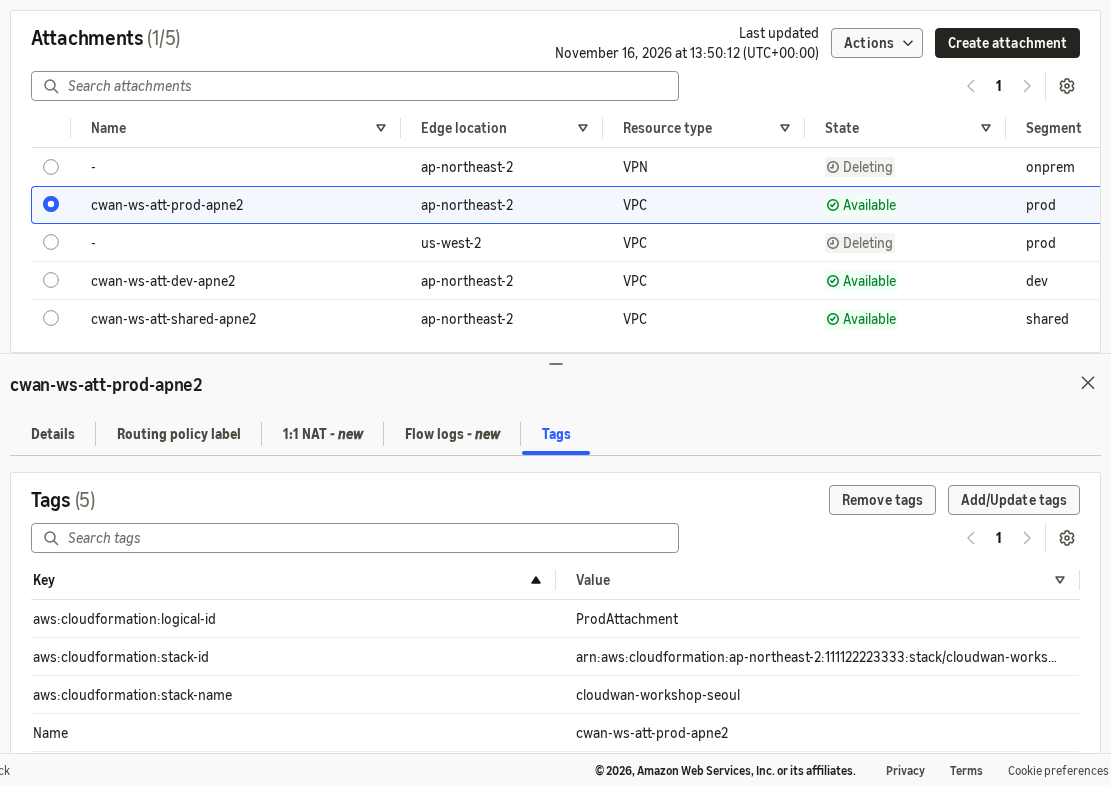 Attachments (1/5)
Last updated
November 16, 2026 at 13:50:12 (UTC+00:00)
Actions
Create attachment
Search attachments
1
Name Edge location Resource type State Segment
- ap-northeast-2 VPN Deleting onprem
cwan-ws-att-prod-apne2 ap-northeast-2 VPC Available prod
- us-west-2 VPC Deleting prod
cwan-ws-att-dev-apne2 ap-northeast-2 VPC Available dev
cwan-ws-att-shared-apne2 ap-northeast-2 VPC Available shared
cwan-ws-att-prod-apne2
Details Routing policy label 1:1 NAT - new Flow logs - new Tags
Tags (5)
Remove tags
Add/Update tags
Search tags
1
Key Value
aws:cloudformation:logical-id ProdAttachment
aws:cloudformation:stack-id arn:aws:cloudformation:ap-northeast-2:111122223333:stack/cloudwan-works...
aws:cloudformation:stack-name cloudwan-workshop-seoul
Name cwan-ws-att-prod-apne2
ck © 2026, Amazon Web Services, Inc. or its affiliates. Privacy Terms Cookie preferences